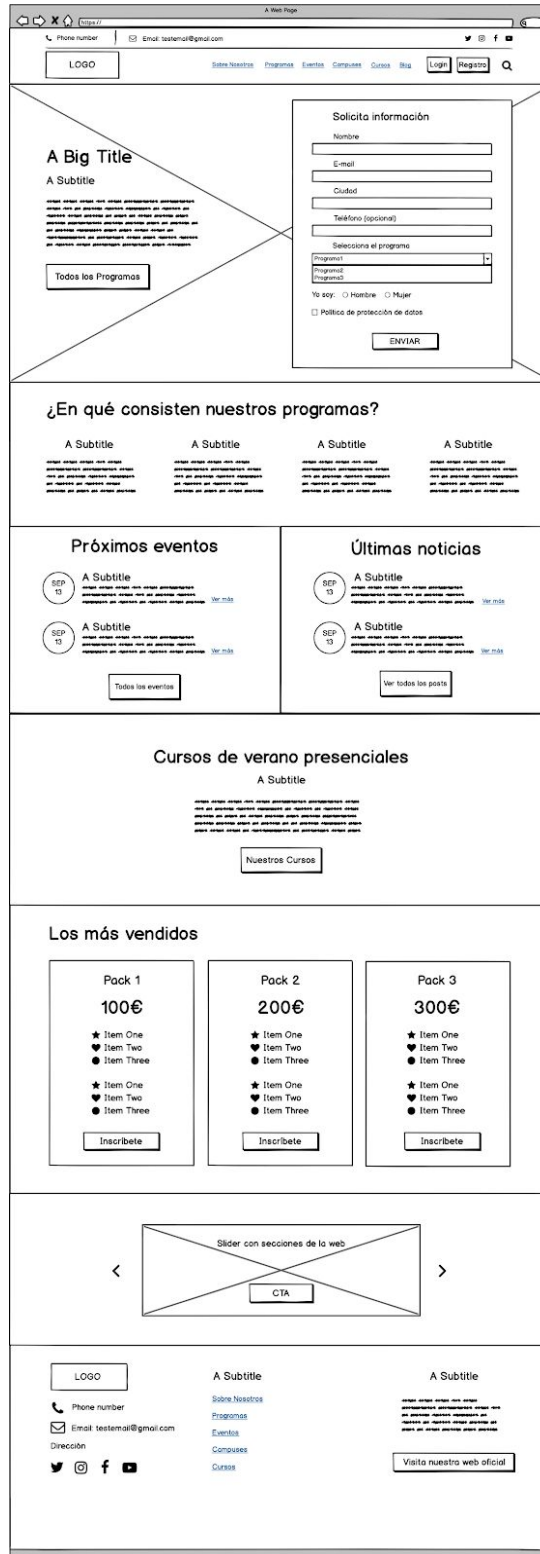 A Web Page
https://
Phone number
Email: testemail@gmail.com
LOGO
Sobre Nosotros
Programas
Eventos
Campuses
Cursos
Blog
Login
Registro
A Big Title
A Subtitle
Todos los Programas
Solicita información
Nombre
E-mail
Ciudad
Teléfono (opcional)
Selecciona el programa
Programa1
Programa2
Programa3
Yo soy: Hombre Mujer
Política de protección de datos
ENVIAR
¿En qué consisten nuestros programas?
A Subtitle
A Subtitle
A Subtitle
A Subtitle
Próximos eventos
SEP
13
A Subtitle
Ver más
SEP
13
A Subtitle
Ver más
Todos los eventos
Últimas noticias
SEP
13
A Subtitle
Ver más
SEP
13
A Subtitle
Ver más
Ver todos los posts
Cursos de verano presenciales
A Subtitle
Nuestros Cursos
Los más vendidos
Pack 1
100€
Item One
Item Two
Item Three
Item One
Item Two
Item Three
Inscríbete
Pack 2
200€
Item One
Item Two
Item Three
Item One
Item Two
Item Three
Inscríbete
Pack 3
300€
Item One
Item Two
Item Three
Item One
Item Two
Item Three
Inscríbete
Slider con secciones de la web
CTA
LOGO
Phone number
Email: testemail@gmail.com
Dirección
A Subtitle
Sobre Nosotros
Programas
Eventos
Campuses
Cursos
A Subtitle
Visita nuestra web oficial